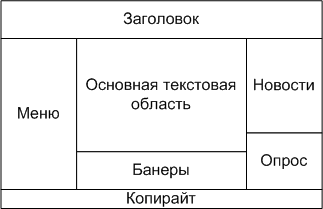 Заголовок
Меню
Основная текстовая
область
Банеры
Новости
Опрос
Копирайт